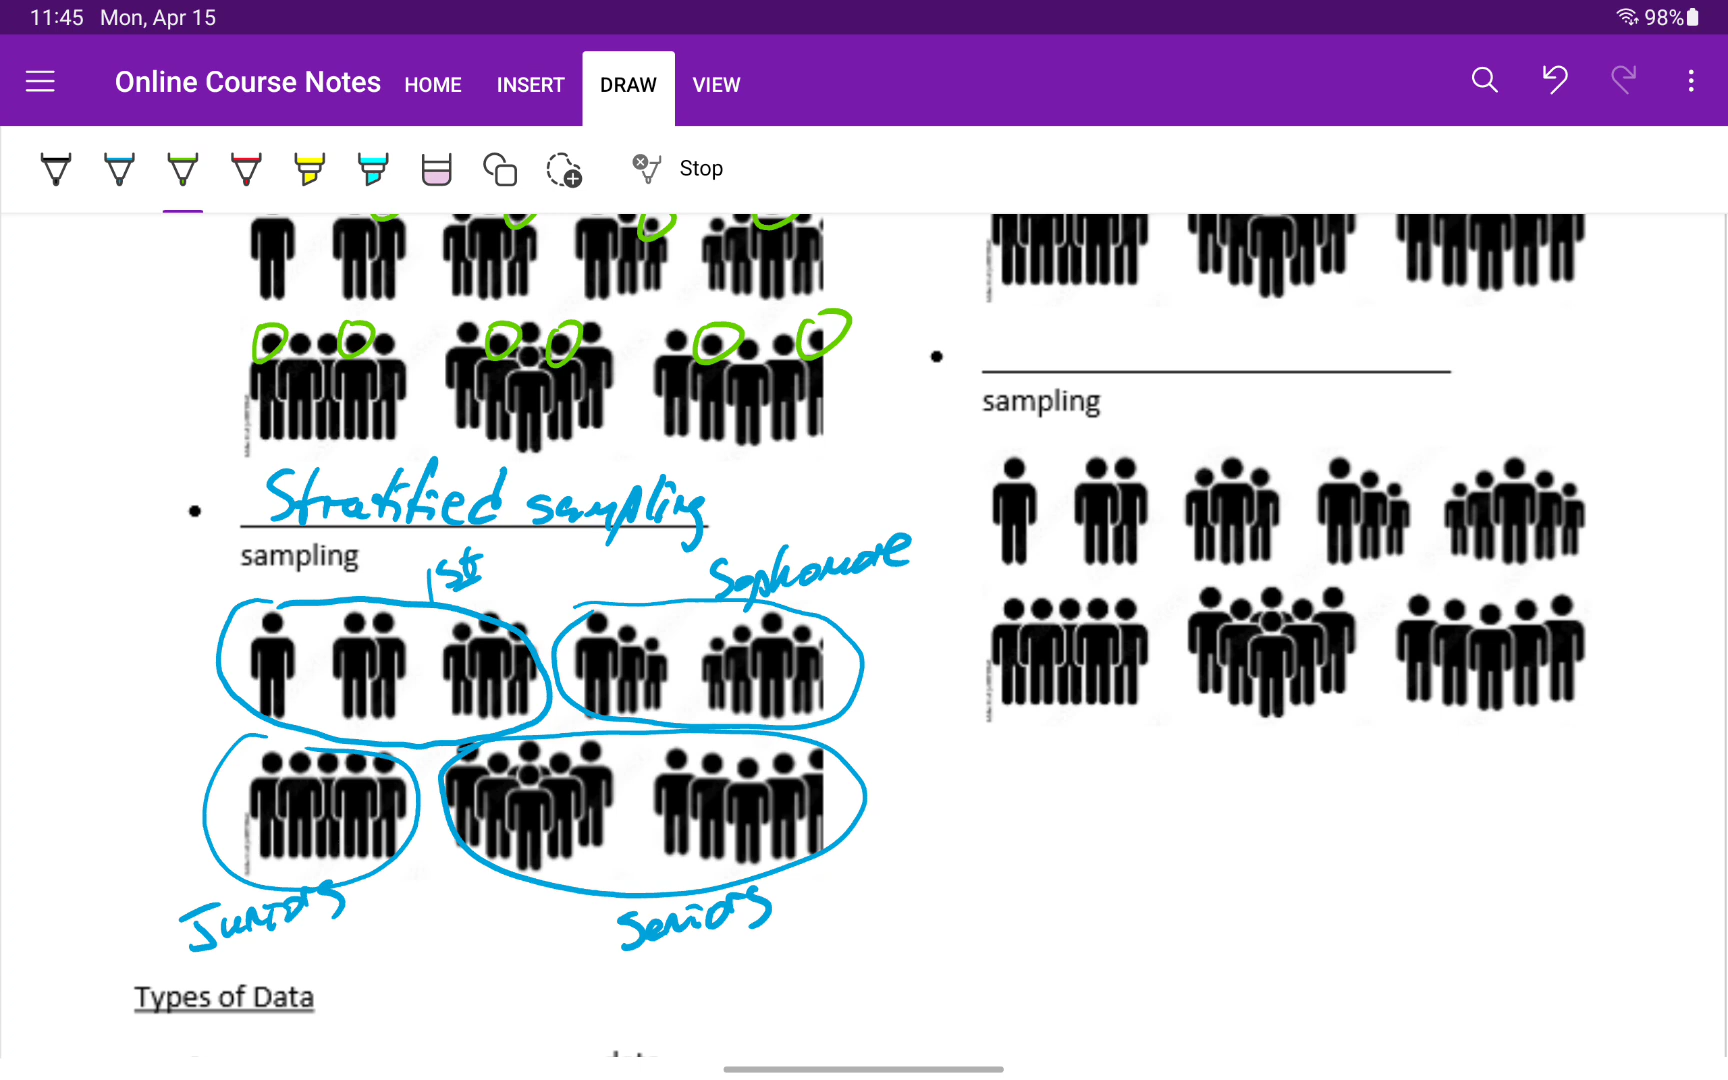 11:45 Mon, Apr 15 98%
Online Course Notes HOME INSERT DRAW VIEW
Stop
Stratified sampling
sampling
1st
Sophomore
Juniors
Seniors
Types of Data
sampling